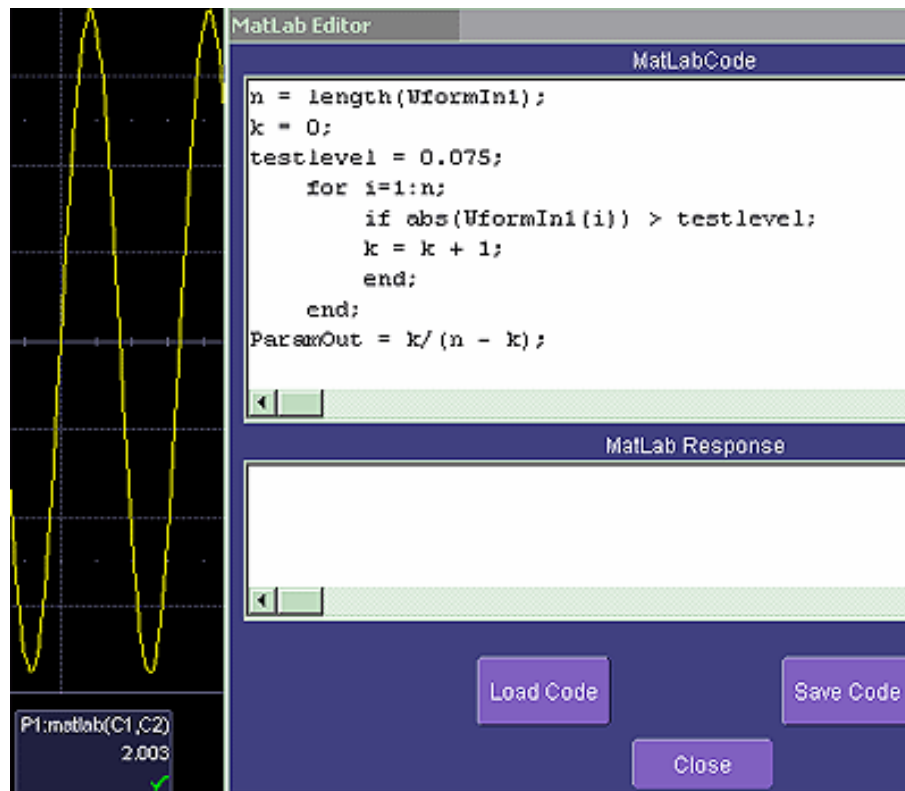 MatLab Editor
MatLabCode
n = length(WformIn1);
k = 0;
testlevel = 0.075;
for i=1:n;
if abs(WformIn1(i)) > testlevel;
k = k + 1;
end;
end;
ParamOut = k/(n - k);
MatLab Response
Load Code
Save Code
Close
P1:matlab(C1,C2)
2.003